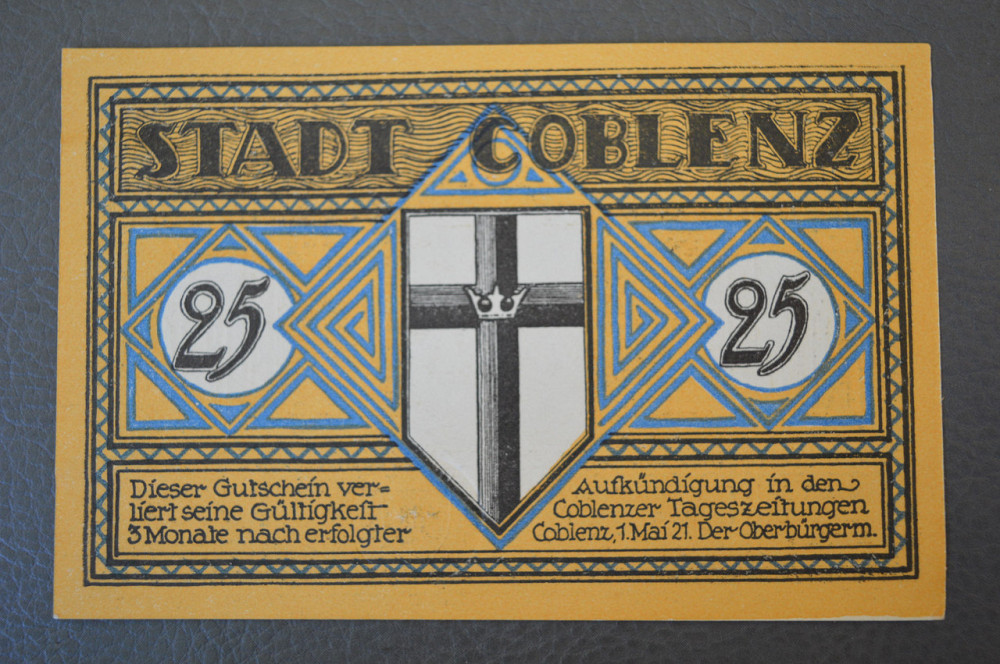 STADT COBLENZ
25
25
Dieser Gutschein ver=
liert seine Gültigkeit
3 Monate nach erfolgter
Aufkündigung in den
Coblenzer Tageszeitungen
Coblenz, 1. Mai 21. Der Oberbürgerm.